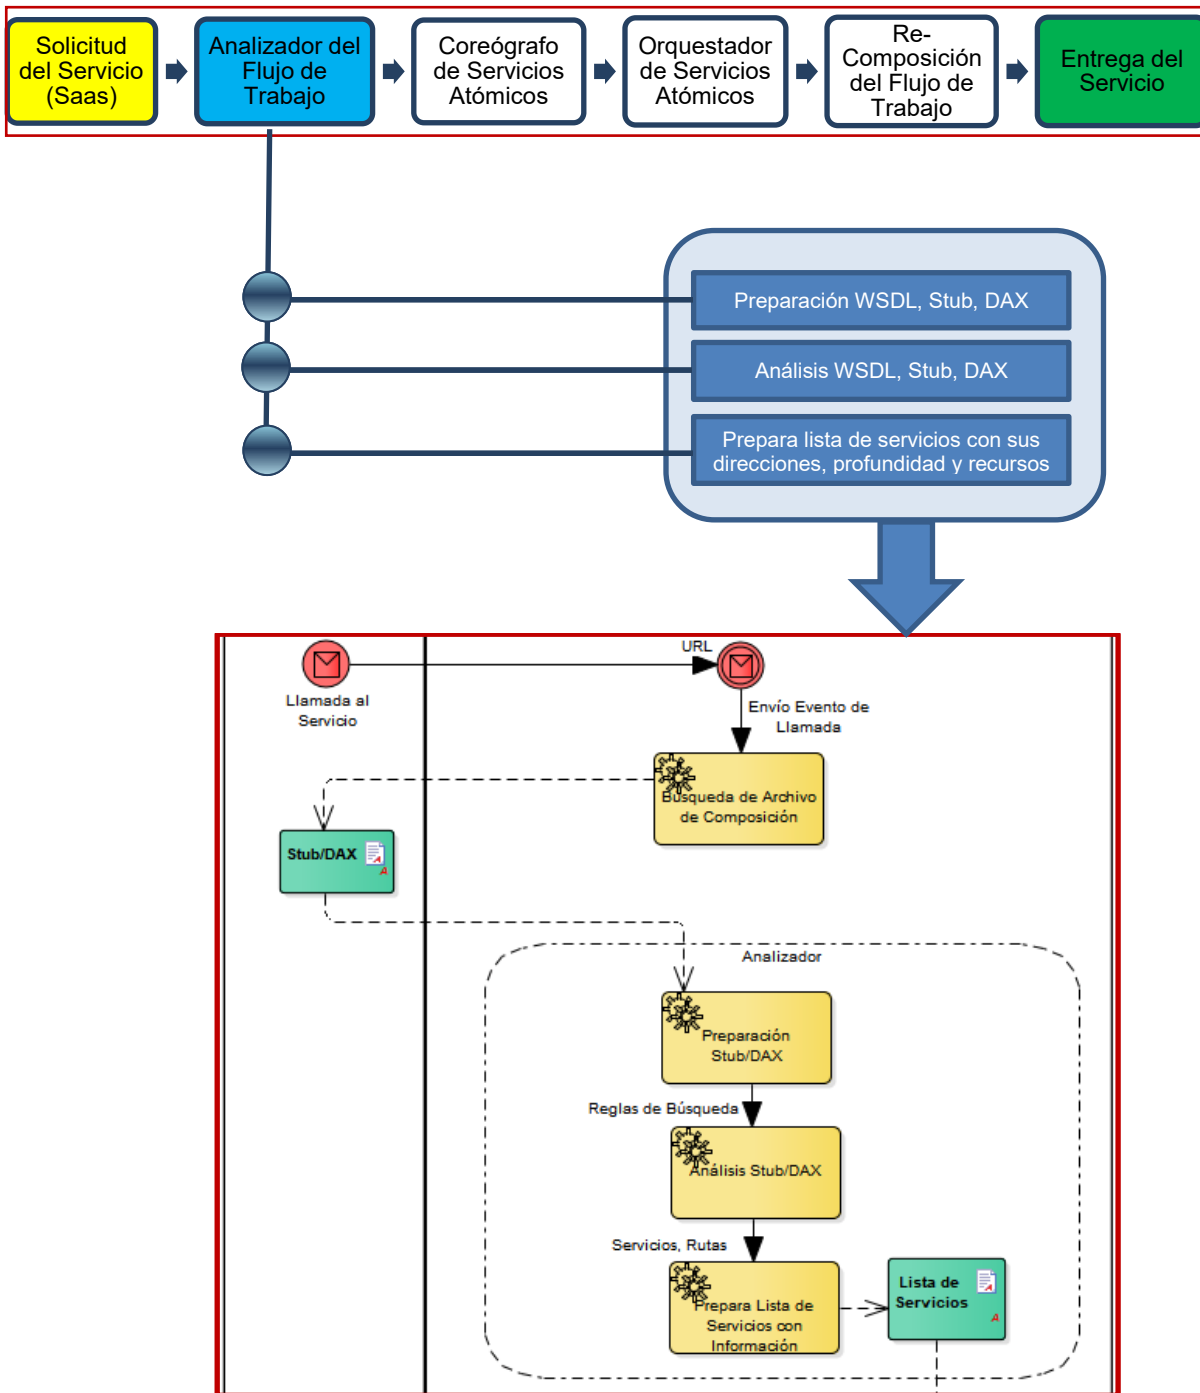 Solicitud
del Servicio
(Saas)
Analizador del
Flujo de
Trabajo
Coreógrafo
de Servicios
Atómicos
Orquestador
de Servicios
Atómicos
Re-
Composición
del Flujo de
Trabajo
Entrega del
Servicio
Preparación WSDL, Stub, DAX
Análisis WSDL, Stub, DAX
Prepara lista de servicios con sus
direcciones, profundidad y recursos
URL
Llamada al
Servicio
Envío Evento de
Llamada
Búsqueda de Archivo
de Composición
Stub/DAX
Analizador
Preparación
Stub/DAX
Reglas de Búsqueda
Análisis Stub/DAX
Servicios, Rutas
Prepara Lista de
Servicios con
Información
Lista de
Servicios